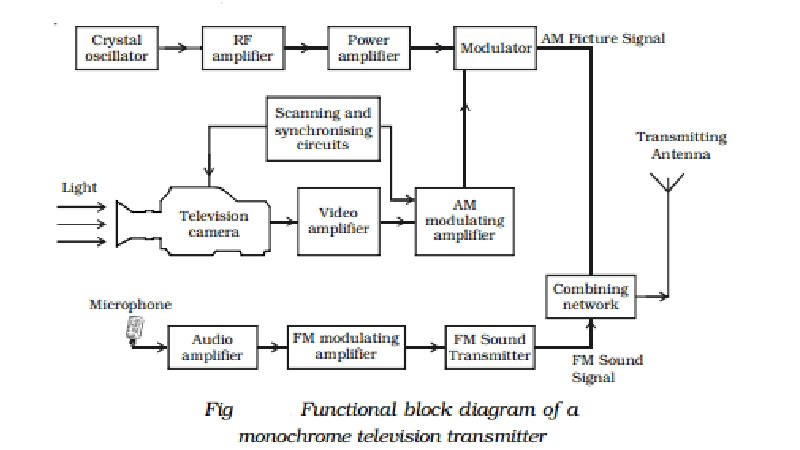 Crystal
oscillator
RF
amplifier
Power
amplifier
Modulator
AM Picture Signal
Scanning and
synchronising
circuits
Transmitting
Antenna
Light
Television
camera
Video
amplifier
AM
modulating
amplifier
Combining
network
Microphone
Audio
amplifier
FM modulating
amplifier
FM Sound
Transmitter
FM Sound
Signal
Fig Functional block diagram of a
monochrome television transmitter